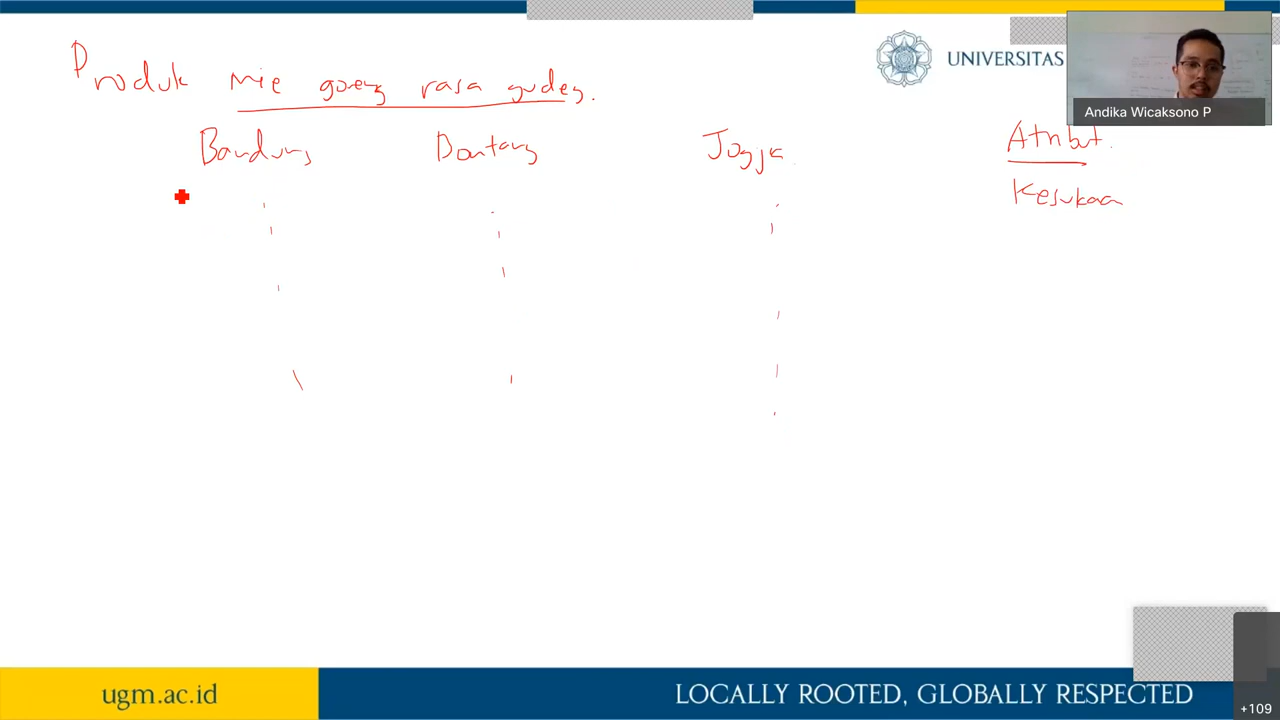 UNIVERSITAS
Andika Wicaksono P
Produk mie goreng rasa gudeg.
Bandung Jogja Atribut.
Kesukaan
ugm.ac.id
LOCALLY ROOTED, GLOBALLY RESPECTED
+109